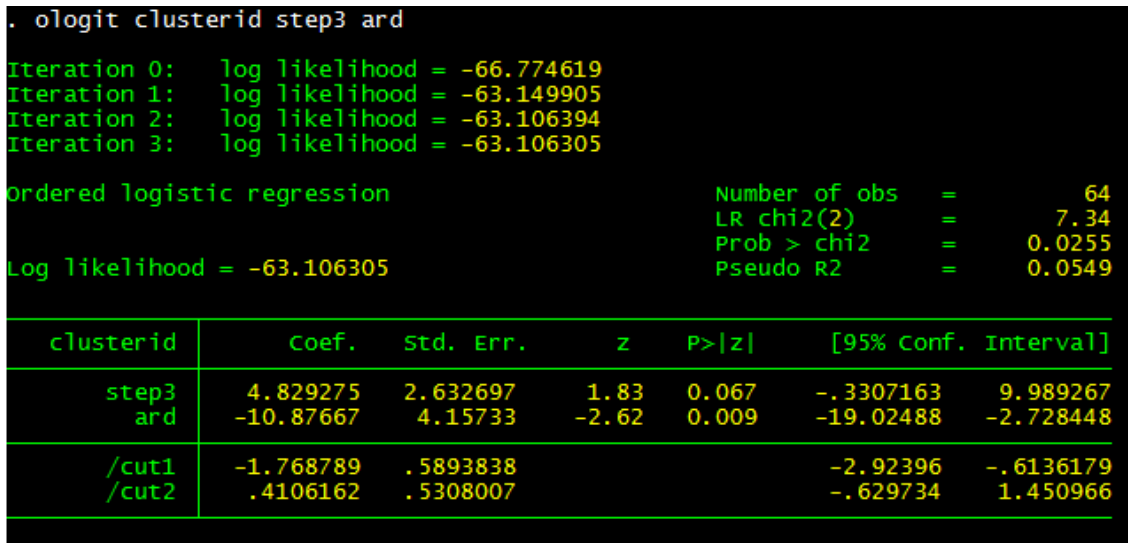 . ologit clusterid step3 ard
Iteration 0: log likelihood = -66.774619
Iteration 1: log likelihood = -63.149905
Iteration 2: log likelihood = -63.106394
Iteration 3: log likelihood = -63.106305
Ordered logistic regression Number of obs = 64
LR chi2(2) = 7.34
Prob > chi2 = 0.0255
Log likelihood = -63.106305 Pseudo R2 = 0.0549
clusterid Coef. Std. Err. z P>|z| [95% Conf. Interval]
step3 4.829275 2.632697 1.83 0.067 -.3307163 9.989267
ard -10.87667 4.15733 -2.62 0.009 -19.02488 -2.728448
/cut1 -1.768789 .5893838 -2.92396 -.6136179
/cut2 .4106162 .5308007 -.629734 1.450966